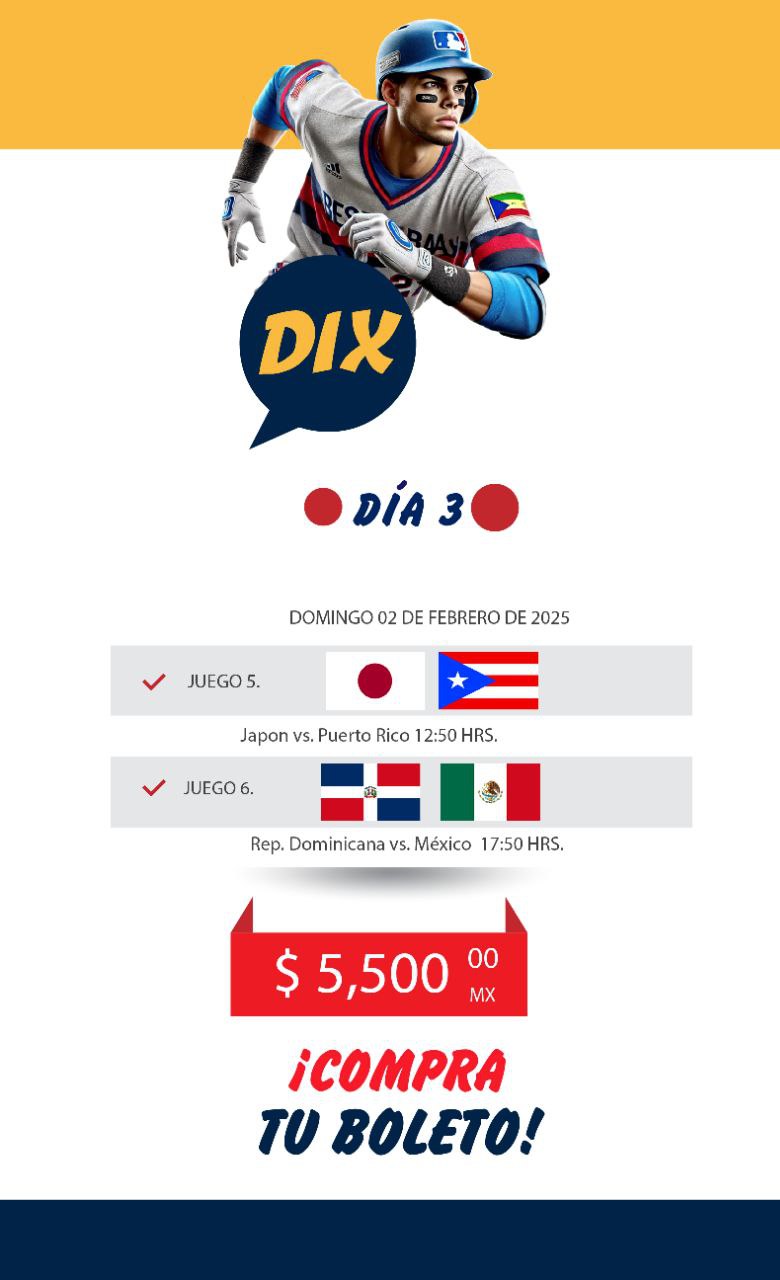 DIX
DÍA 3
DOMINGO 02 DE FEBRERO DE 2025
JUEGO 5.
Japon vs. Puerto Rico 12:50 HRS.
JUEGO 6.
Rep. Dominicana vs. México 17:50 HRS.
$ 5,500 00
MX
¡COMPRA
TU BOLETO!